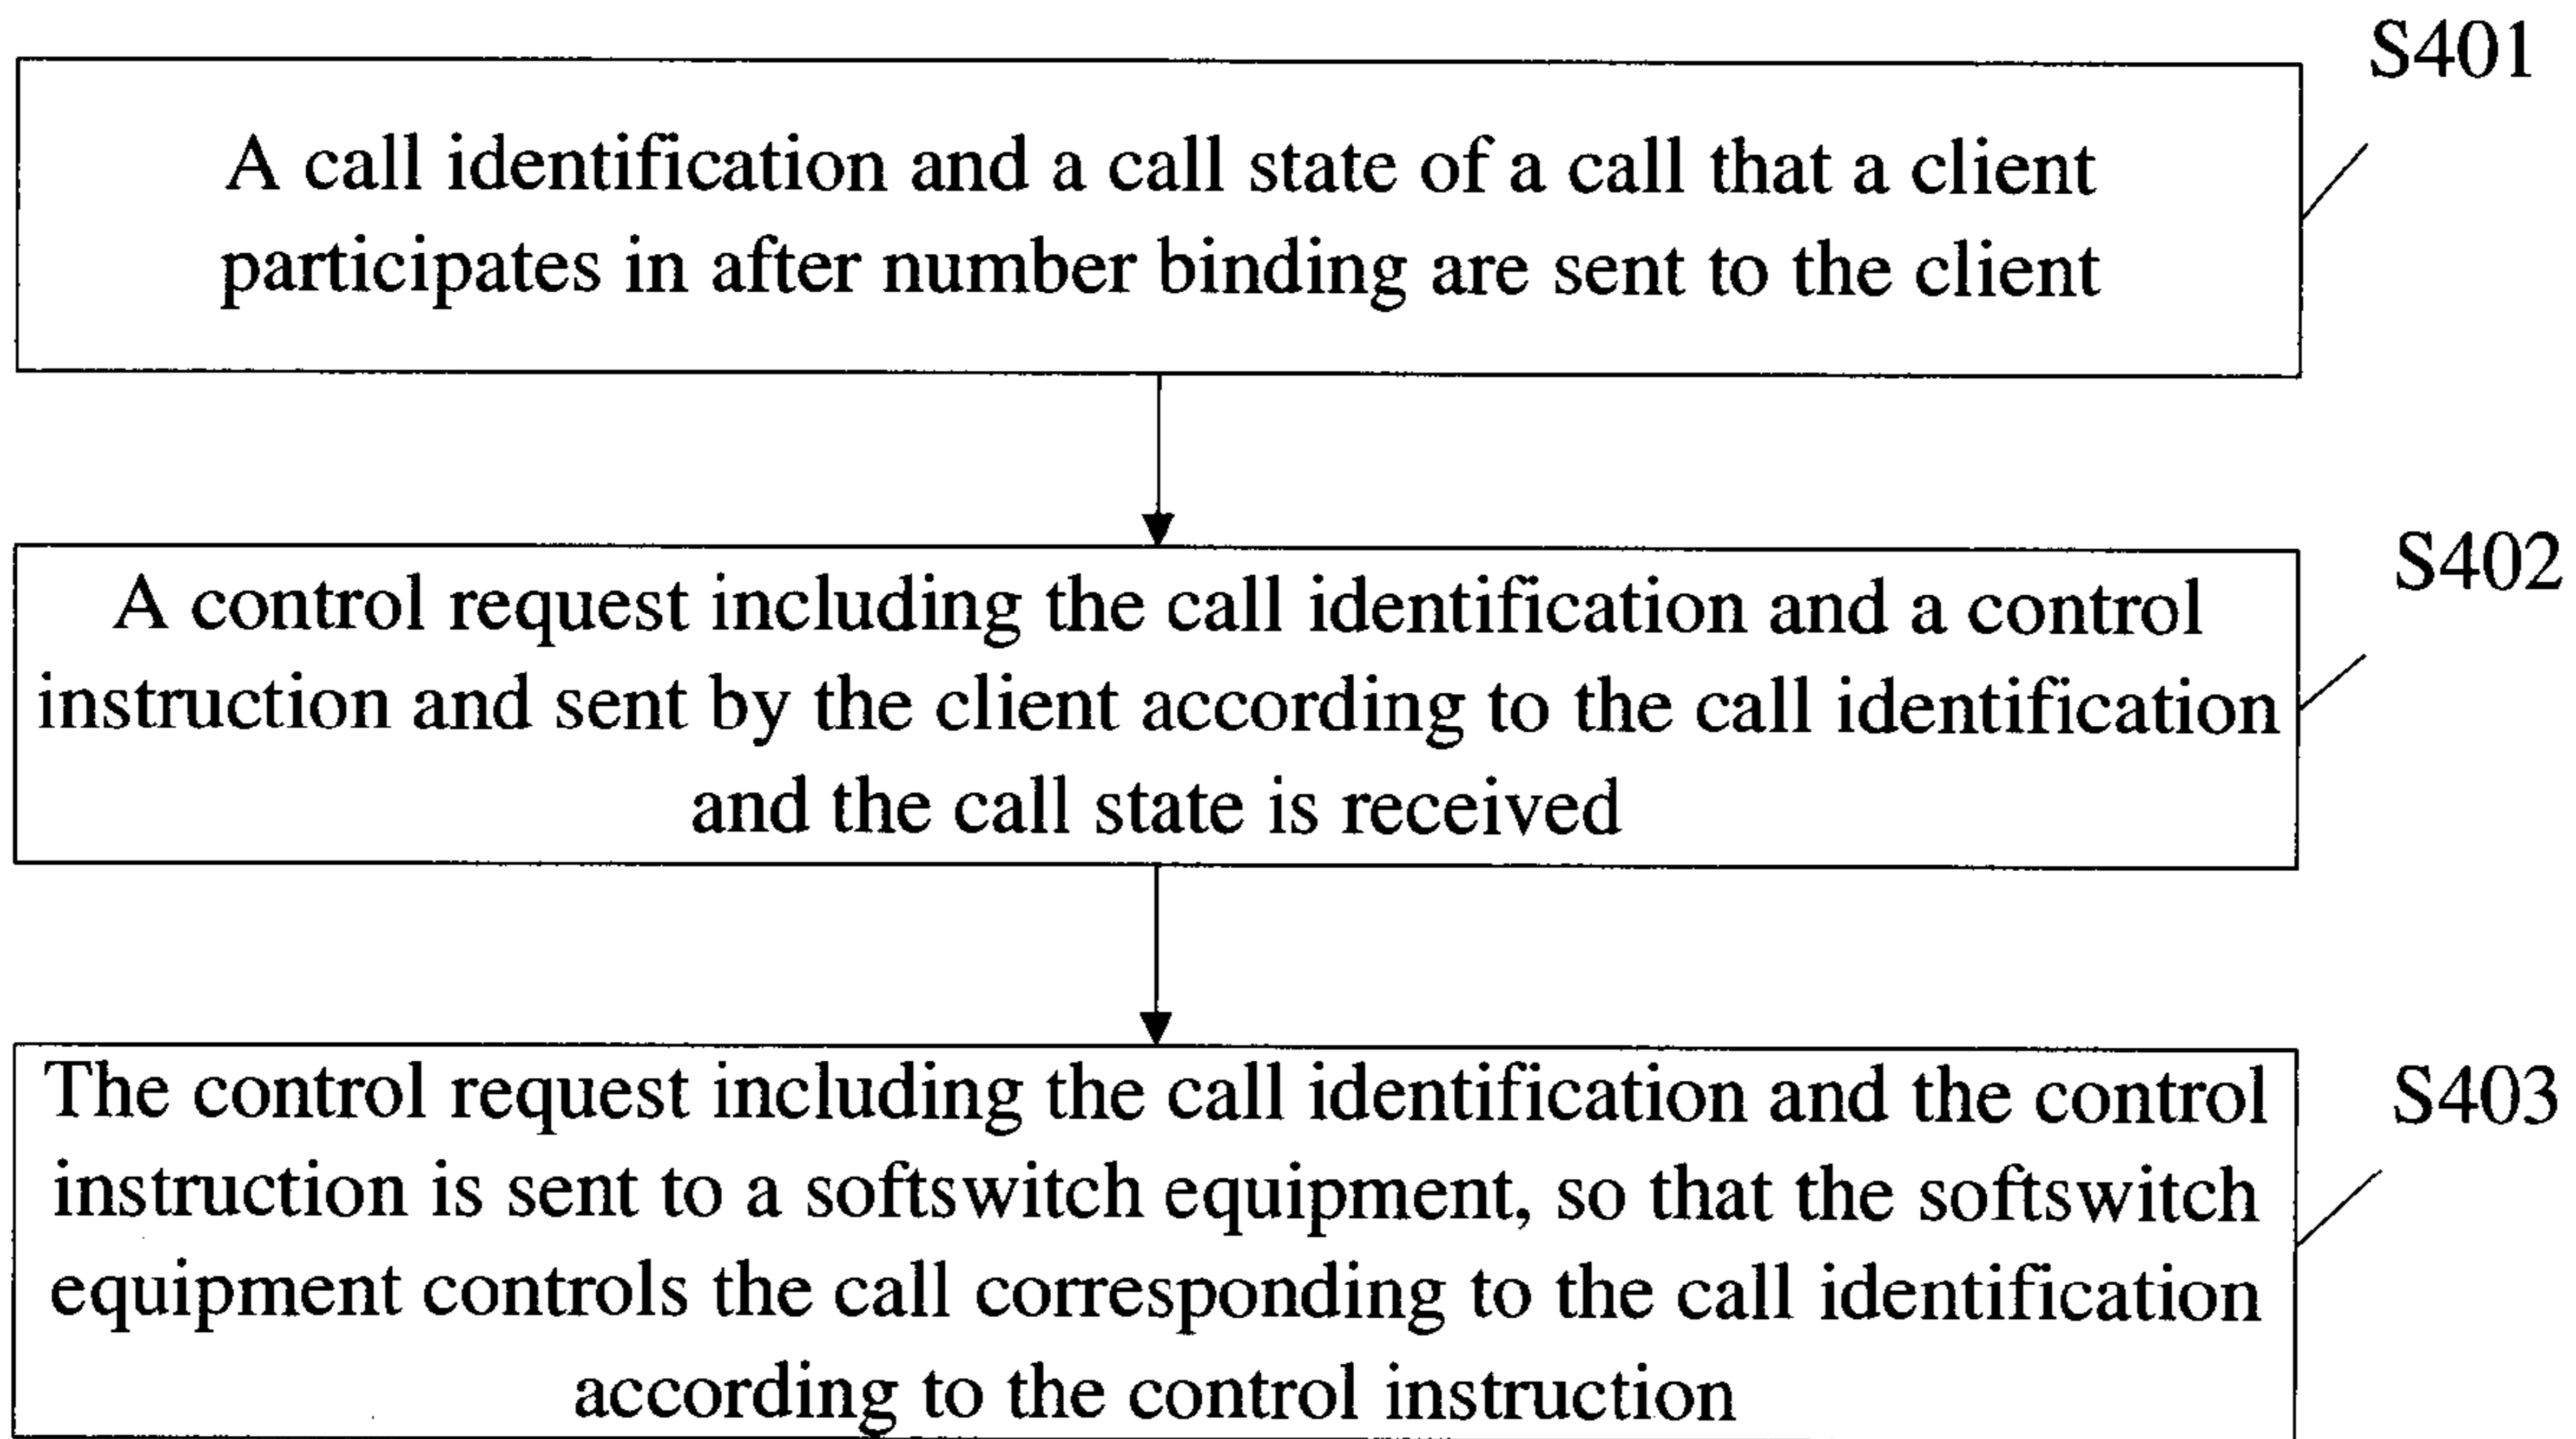 S401
A call identification and a call state of a call that a client
participates in after number binding are sent to the client
S402
A control request including the call identification and a control
instruction and sent by the client according to the call identification
and the call state is received
S403
The control request including the call identification and the control
instruction is sent to a softswitch equipment, so that the softswitch
equipment controls the call corresponding to the call identification
according to the control instruction